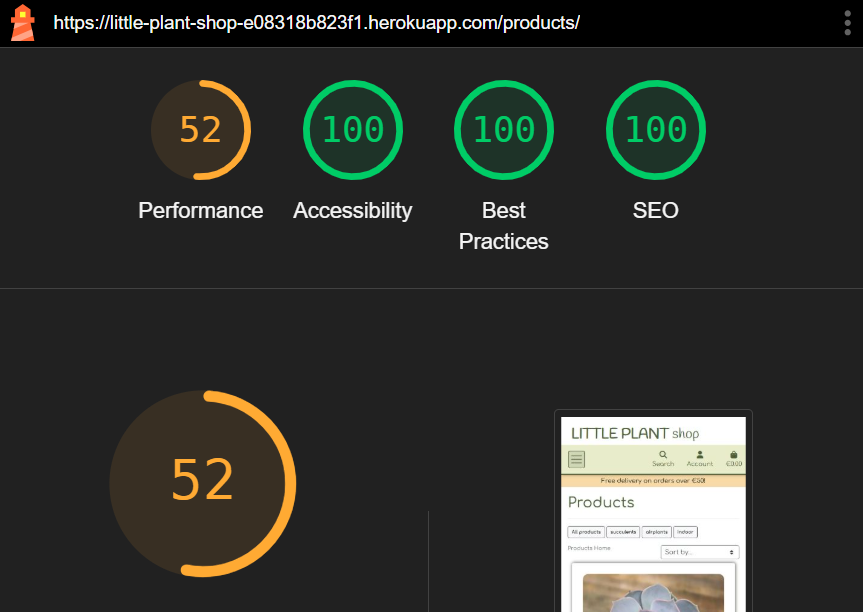 https://little-plant-shop-e08318b823f1.herokuapp.com/products/
52 100 100 100
Performance Accessibility Best Practices SEO
52
LITTLE PLANT shop
Search Account £0.00
Free delivery on orders over €50!
Products
All products succulents airplants indoor
Products Home
Sort by...